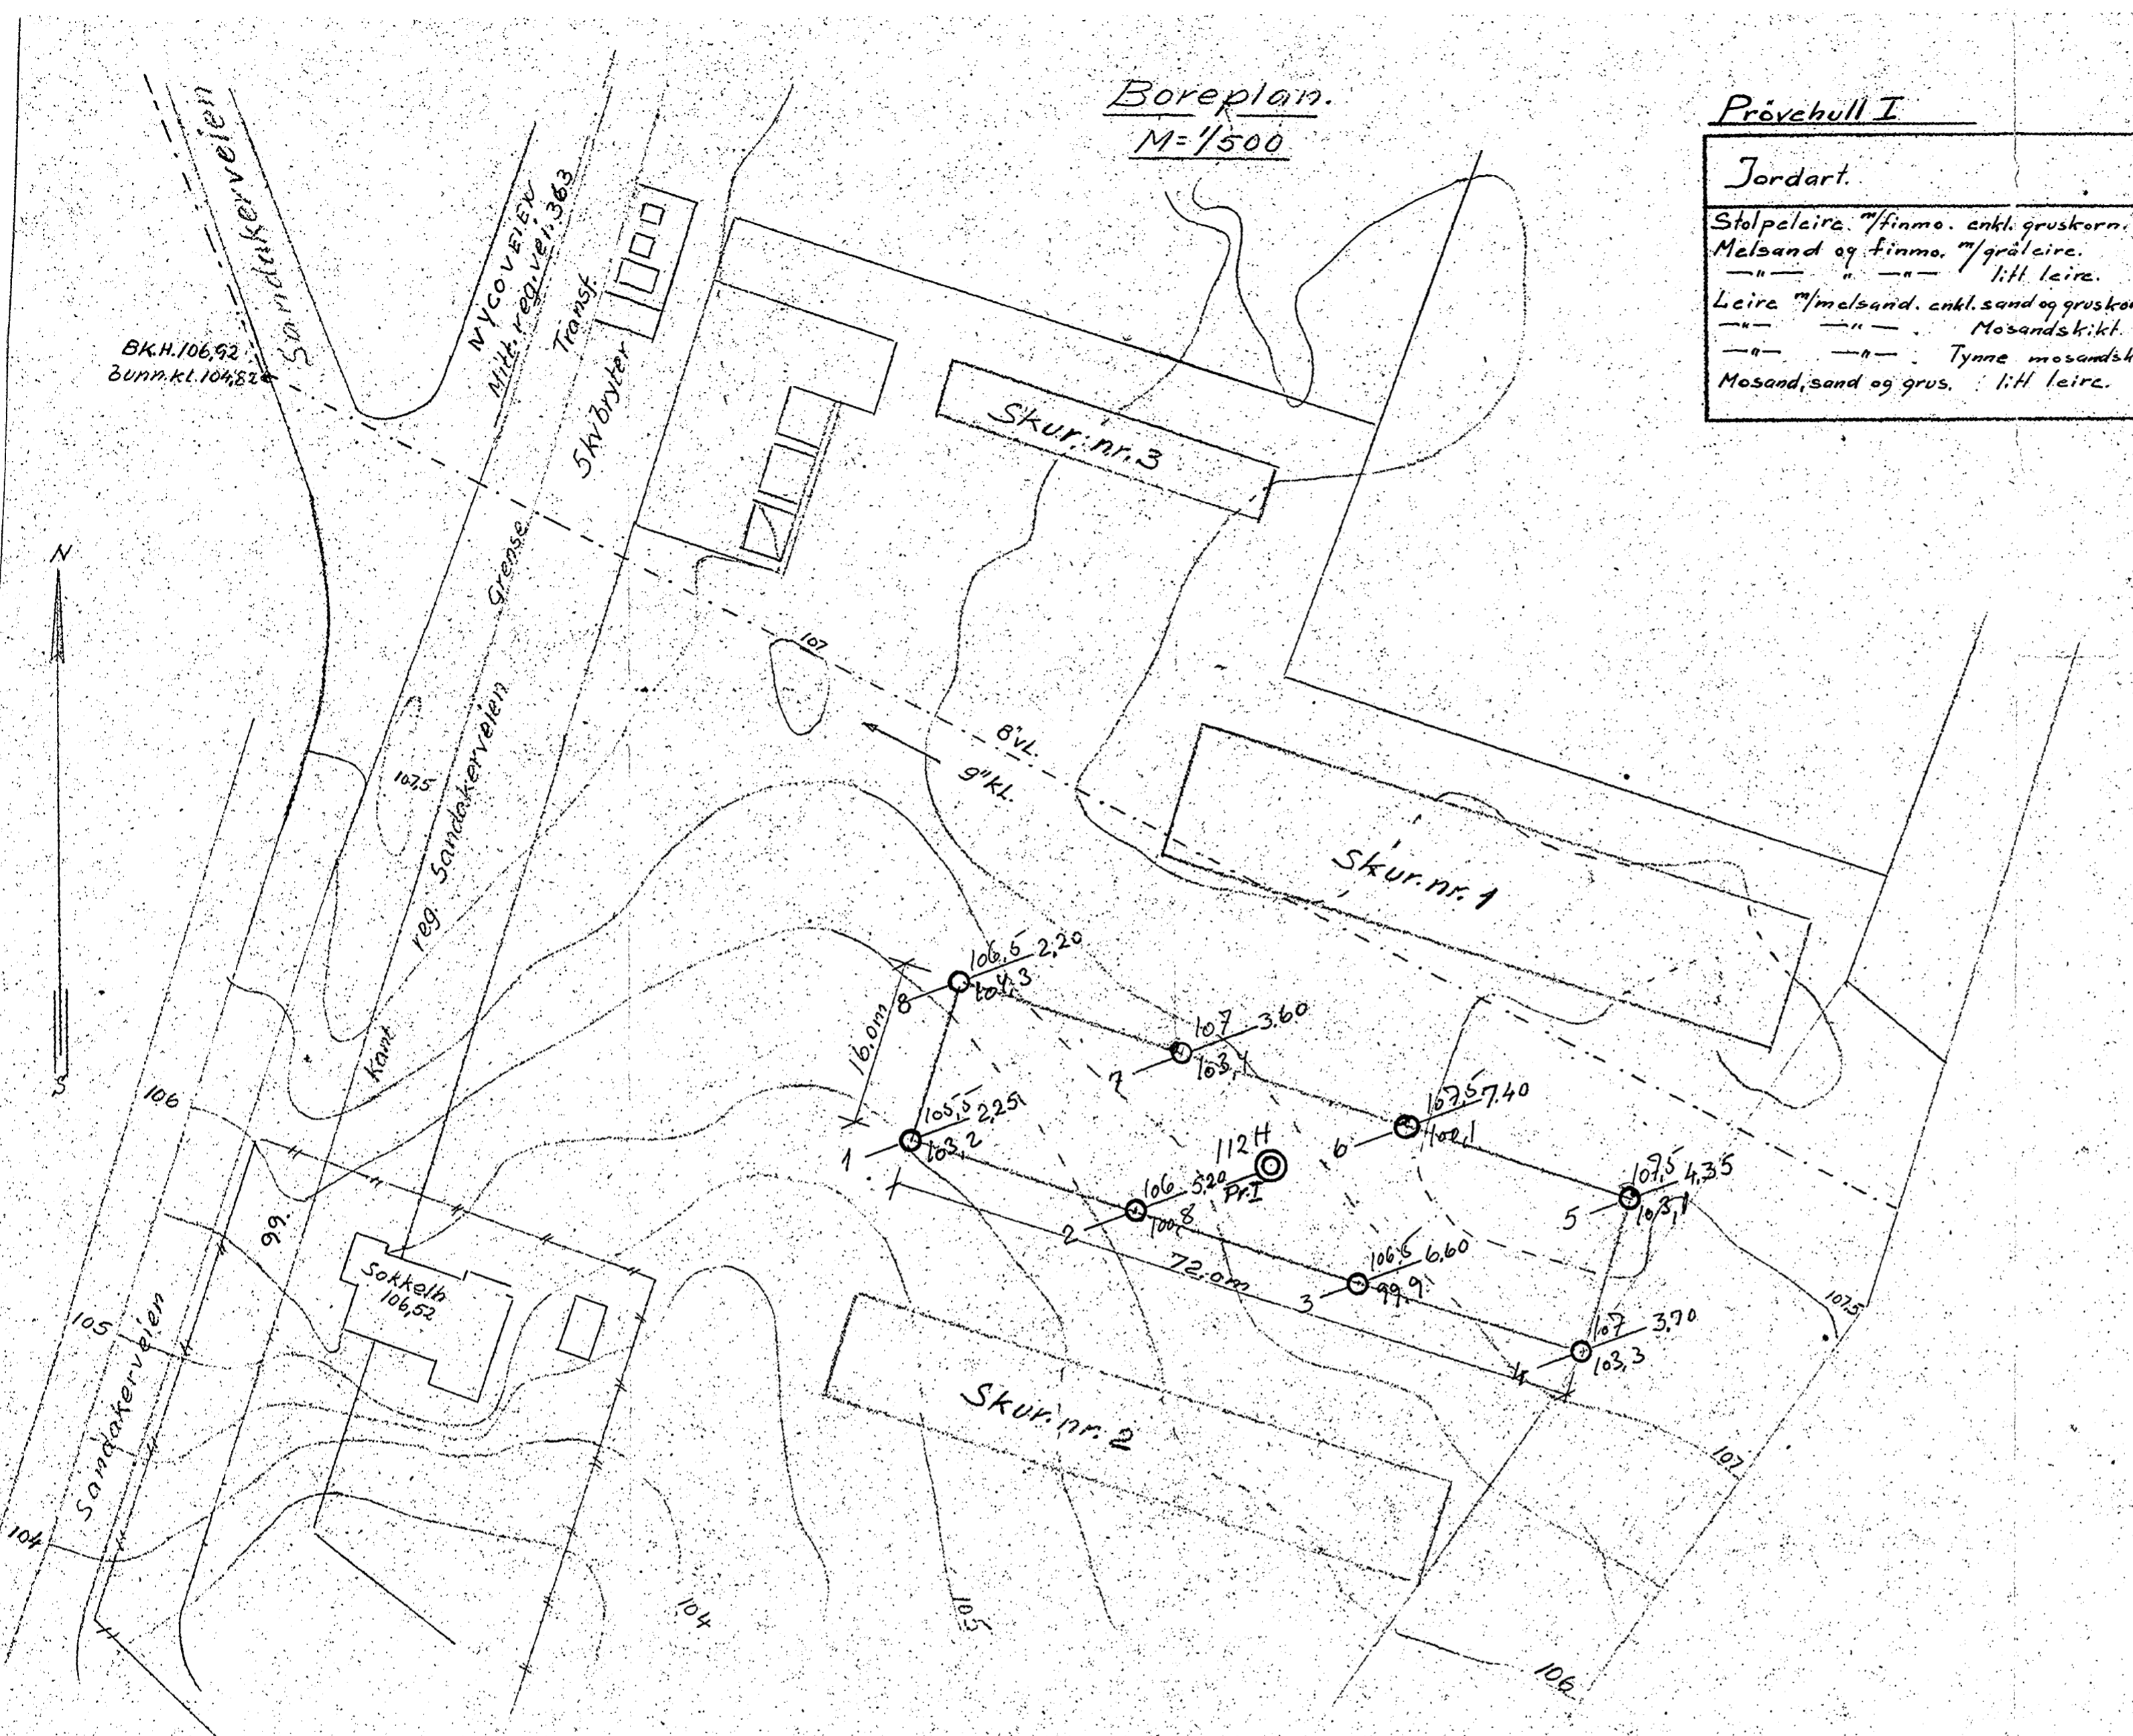 Boreplan.
M=1/500
Prövehull I
Jordart.
Stolpeleire. m/finmo. enkl. gruskorn.
Melsand og finmo. m/gråleire.
—"— " —"— litt leire.
Leire m/melsand. enkl. sand og gruskor
—"— —"— . Mosandskikt.
—"— —"— . Tynne mosandsk
Mosand, sand og grus. : litt leire.
Sandakerveien
Sandakerveien
NYCOVEIEN
Midt. reg. vei. 363
Transf.
Skibryter
BK.H.106,92
bunn.kl.104,82
Skur. nr. 3
Grense
N
S
107
107,5
reg. Sandakerveien
Kant
8"vL.
9"KL.
Skur. nr. 1
8
106,5 2,20
104,3
16,0m
7
107 3,60
103,1
6
107,5 7,40
100,1
5
107,5 4,35
103,1
1
105,5 2,25
103,2
112H
Pr.I
2
106 5,20
100,8
72,0m
3
106,5 6,60
99,9
4
107 3,70
103,3
107,5
106
99.
Sokkelh
106,52
105
Sandakerveien
104
Skur. nr. 2
107
104
105
106